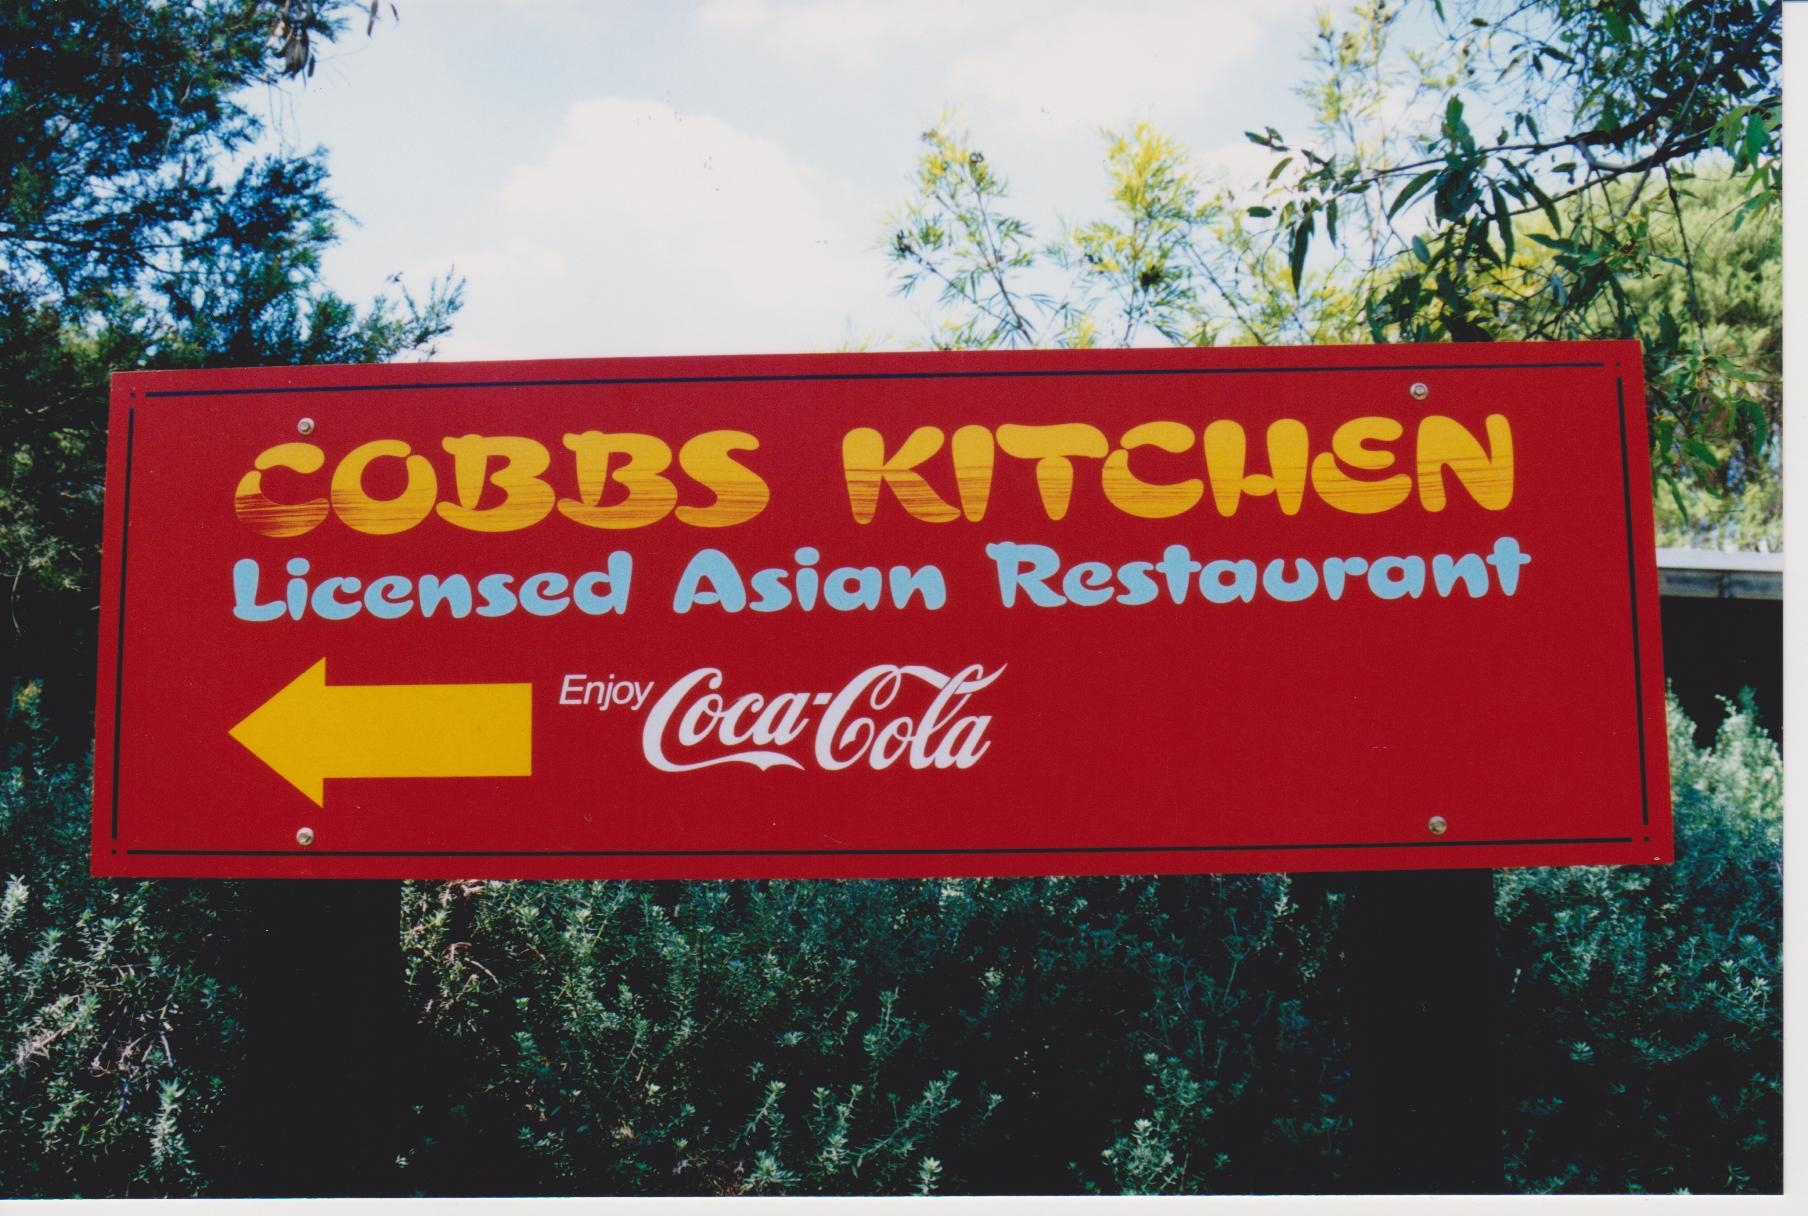 COBBS KITCHEN
Licensed Asian Restaurant
Enjoy Coca-Cola